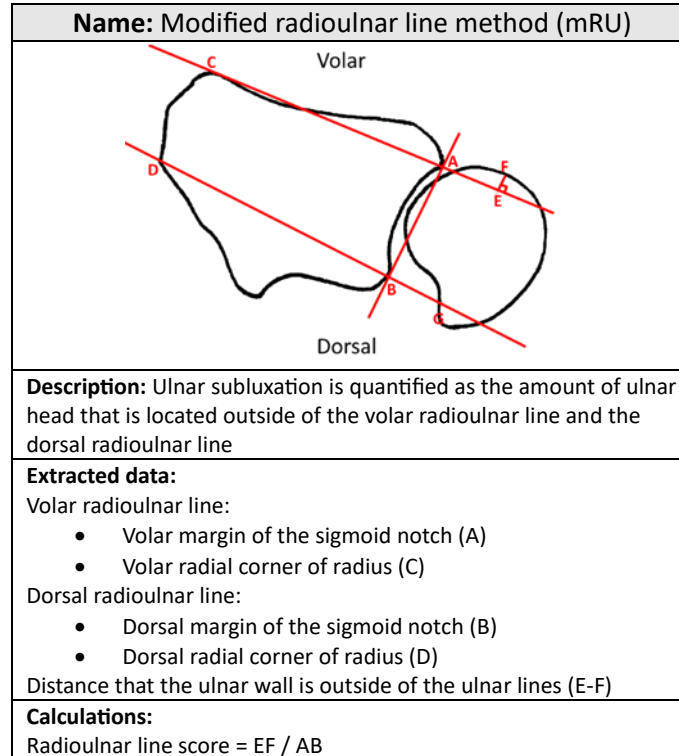 Name: Modified radioulnar line method (mRU)
Volar
C
A
F
D
E
B
G
Dorsal
Description: Ulnar subluxation is quantified as the amount of ulnar
head that is located outside of the volar radioulnar line and the
dorsal radioulnar line
Extracted data:
Volar radioulnar line:
• Volar margin of the sigmoid notch (A)
• Volar radial corner of radius (C)
Dorsal radioulnar line:
• Dorsal margin of the sigmoid notch (B)
• Dorsal radial corner of radius (D)
Distance that the ulnar wall is outside of the ulnar lines (E-F)
Calculations:
Radioulnar line score = EF / AB